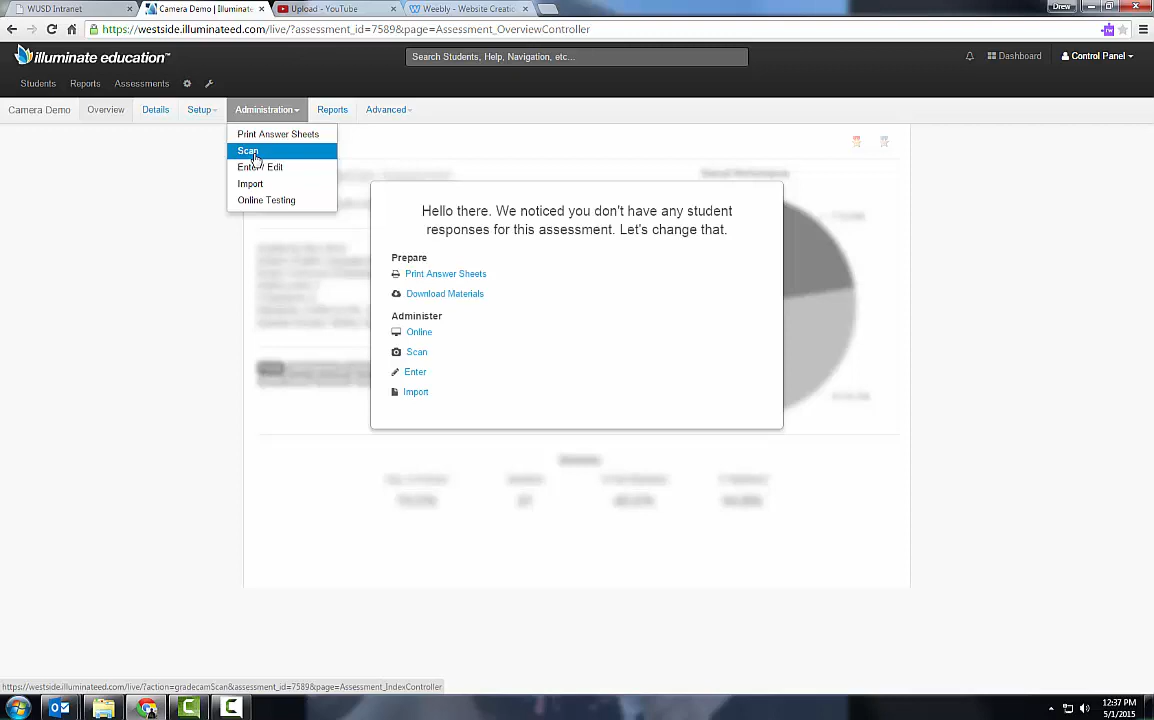 WUSD Intranet
Camera Demo | Illuminate
Upload - YouTube
Weebly - Website Creatio
Drew
https://westside.illuminateed.com/live/?assessment_id=7589&page=Assessment_OverviewController
illuminate education™
Search Students, Help, Navigation, etc...
Dashboard
Control Panel
Students
Reports
Assessments
Camera Demo
Overview
Details
Setup
Administration
Reports
Advanced
Print Answer Sheets
Scan
Enter / Edit
Import
Online Testing
Hello there. We noticed you don't have any student
responses for this assessment. Let's change that.
Prepare
Print Answer Sheets
Download Materials
Administer
Online
Scan
Enter
Import
https://westside.illuminateed.com/live/?action=gradecamScan&assessment_id=7589&page=Assessment_IndexController
12:37 PM
5/1/2015